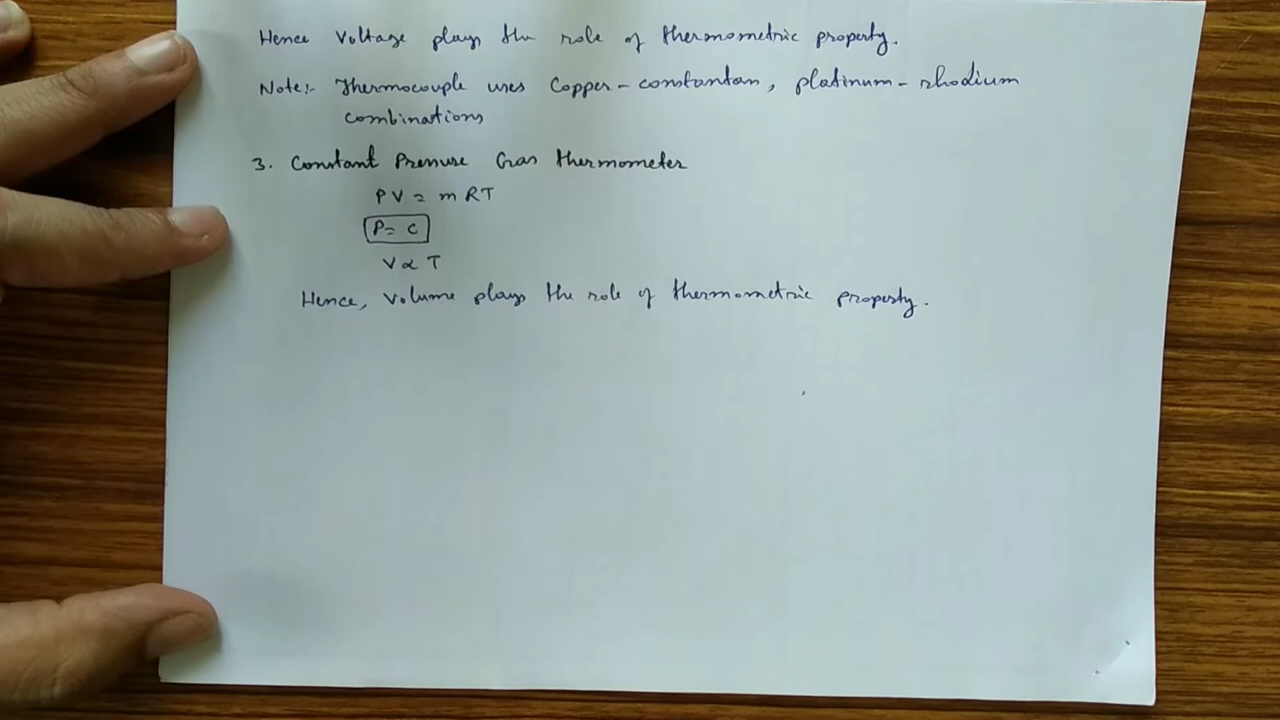 Hence Voltage plays the role of thermometric property.
Note:- Thermocouple uses Copper - constantan, platinum - rhodium
combinations
3. Constant Pressure Gas thermometer
PV = mRT
P = C
V ∝ T
Hence, Volume plays the role of thermometric property.